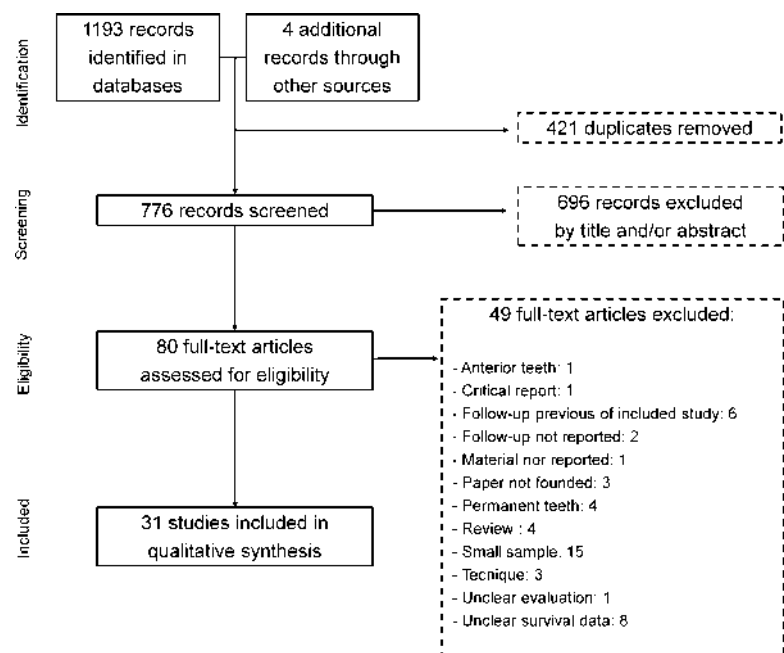 Identification
1193 records
identified in
databases
4 additional
records through
other sources
421 duplicates removed
Screening
776 records screened
696 records excluded
by title and/or abstract
Eligibility
80 full-text articles
assessed for eligibility
49 full-text articles excluded:
- Anterior teeth: 1
- Critical report: 1
- Follow-up previous of included study: 6
- Follow-up not reported: 2
- Material nor reported: 1
- Paper not founded: 3
- Permanent teeth: 4
- Review : 4
- Small sample. 15
- Tecnique: 3
- Unclear evaluation: 1
- Unclear survival data: 8
Included
31 studies included in
qualitative synthesis